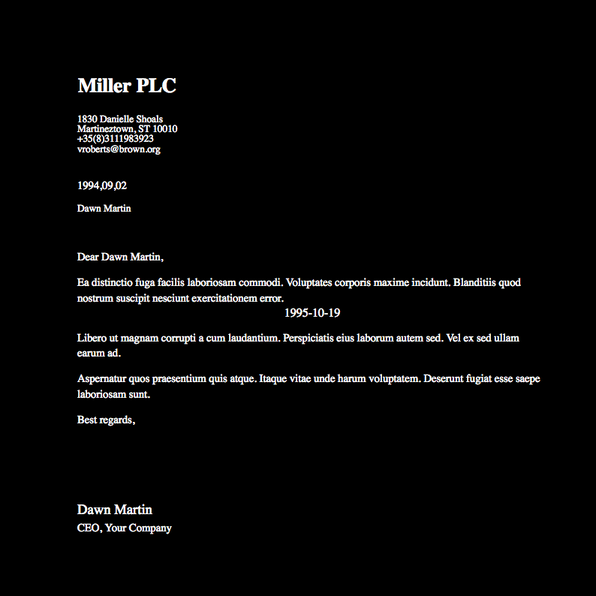 Miller PLC
1830 Danielle Shoals
Martineztown, ST 10010
+35(8)3111983923
vroberts@brown.org
1994,09,02
Dawn Martin
Dear Dawn Martin,
Ea distinctio fuga facilis laboriosam commodi. Voluptates corporis maxime incidunt. Blanditiis quod
nostrum suscipit nesciunt exercitationem error.
1995-10-19
Libero ut magnam corrupti a cum laudantium. Perspiciatis eius laborum autem sed. Vel ex sed ullam
earum ad.
Aspernatur quos praesentium quis atque. Itaque vitae unde harum voluptatem. Deserunt fugiat esse saepe
laboriosam sunt.
Best regards,
Dawn Martin
CEO, Your Company